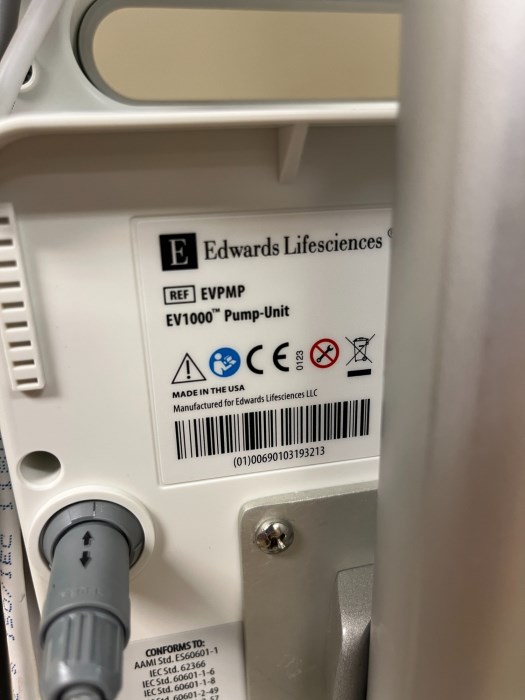 E Edwards Lifesciences
REF EVPMP
EV1000™ Pump-Unit
CE 0123
MADE IN THE USA
Manufactured for Edwards Lifesciences LLC
(01)00690103193213
CONFORMS TO:
AAMI Std. ES60601-1
IEC Std. 62366
IEC Std. 60601-1-6
IEC Std. 60601-1-8
IEC Std. 60601-2-49